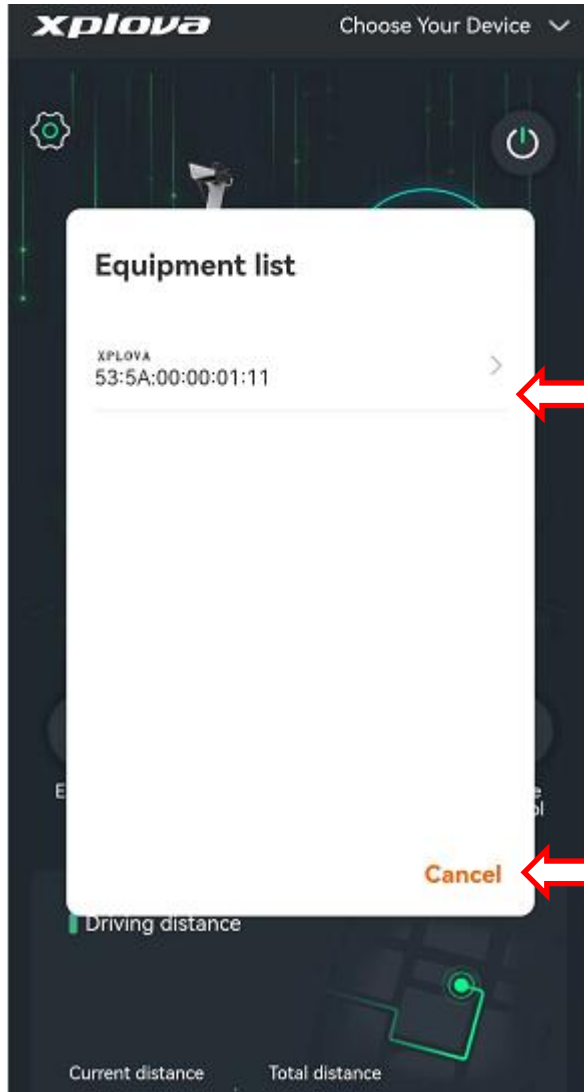 xplova
Choose Your Device
Equipment list
XPLOVA
53:5A:00:00:01:11
Cancel
Driving distance
Current distance
Total distance